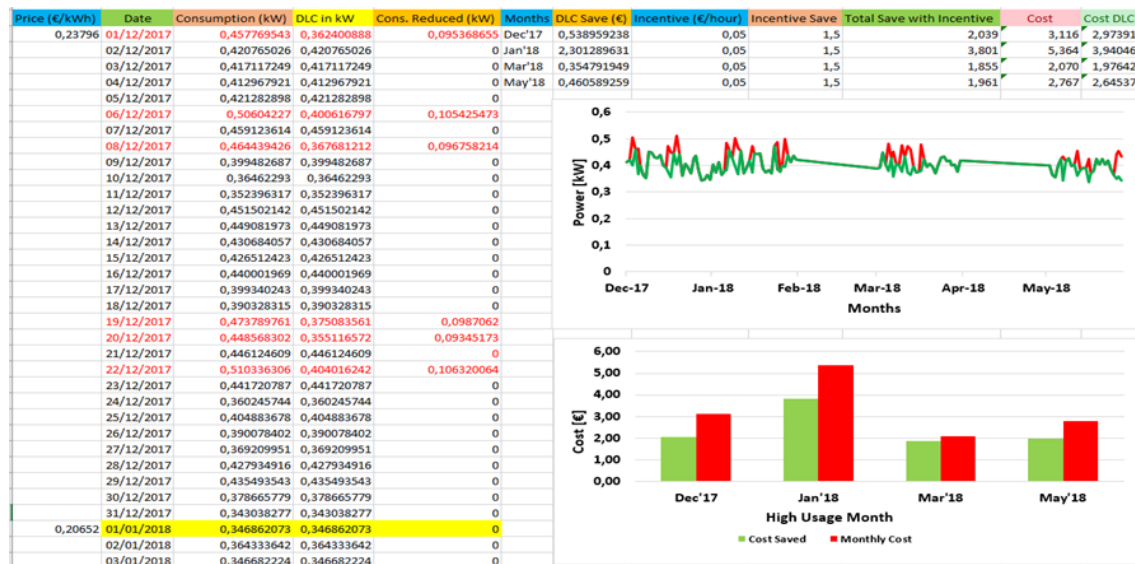 Price (€/kWh) Date Consumption (kW) DLC in kW Cons. Reduced (kW) Months DLC Save (€) Incentive (€/hour) Incentive Save Total Save with Incentive Cost Cost DLC
0,23796 01/12/2017 0,457769543 0,362400888 0,095368655 Dec'17 0,538959238 0,05 1,5 2,039 3,116 2,97391
02/12/2017 0,420765026 0,420765026 0 Jan'18 2,301289631 0,05 1,5 3,801 5,364 3,94046
03/12/2017 0,417117249 0,417117249 0 Mar'18 0,354791949 0,05 1,5 1,855 2,070 1,97642
04/12/2017 0,412967921 0,412967921 0 May'18 0,460589259 0,05 1,5 1,961 2,767 2,64537
05/12/2017 0,421282898 0,421282898 0
06/12/2017 0,50604227 0,400616797 0,105425473
07/12/2017 0,459123614 0,459123614 0
08/12/2017 0,464439426 0,367681212 0,096758214
09/12/2017 0,399482687 0,399482687 0
10/12/2017 0,36462293 0,36462293 0
11/12/2017 0,352396317 0,352396317 0
12/12/2017 0,451502142 0,451502142 0
13/12/2017 0,449081973 0,449081973 0
14/12/2017 0,430684057 0,430684057 0
15/12/2017 0,426512423 0,426512423 0
16/12/2017 0,440001969 0,440001969 0
17/12/2017 0,399340243 0,399340243 0
18/12/2017 0,390328315 0,390328315 0
19/12/2017 0,473789761 0,375083561 0,0987062
20/12/2017 0,448568302 0,355116572 0,09345173
21/12/2017 0,446124609 0,446124609 0
22/12/2017 0,510336306 0,404016242 0,106320064
23/12/2017 0,441720787 0,441720787 0
24/12/2017 0,360245744 0,360245744 0
25/12/2017 0,404883678 0,404883678 0
26/12/2017 0,390078402 0,390078402 0
27/12/2017 0,369209951 0,369209951 0
28/12/2017 0,427934916 0,427934916 0
29/12/2017 0,435493543 0,435493543 0
30/12/2017 0,378665779 0,378665779 0
31/12/2017 0,343038277 0,343038277 0
0,20652 01/01/2018 0,346862073 0,346862073 0
02/01/2018 0,364333642 0,364333642 0
03/01/2018 0,346682224 0,346682224 0
Power [kW]
0,6
0,5
0,4
0,3
0,2
0,1
0
Dec-17 Jan-18 Feb-18 Mar-18 Apr-18 May-18
Months
Cost [€]
6,00
5,00
4,00
3,00
2,00
1,00
0,00
Dec'17 Jan'18 Mar'18 May'18
High Usage Month
Cost Saved Monthly Cost